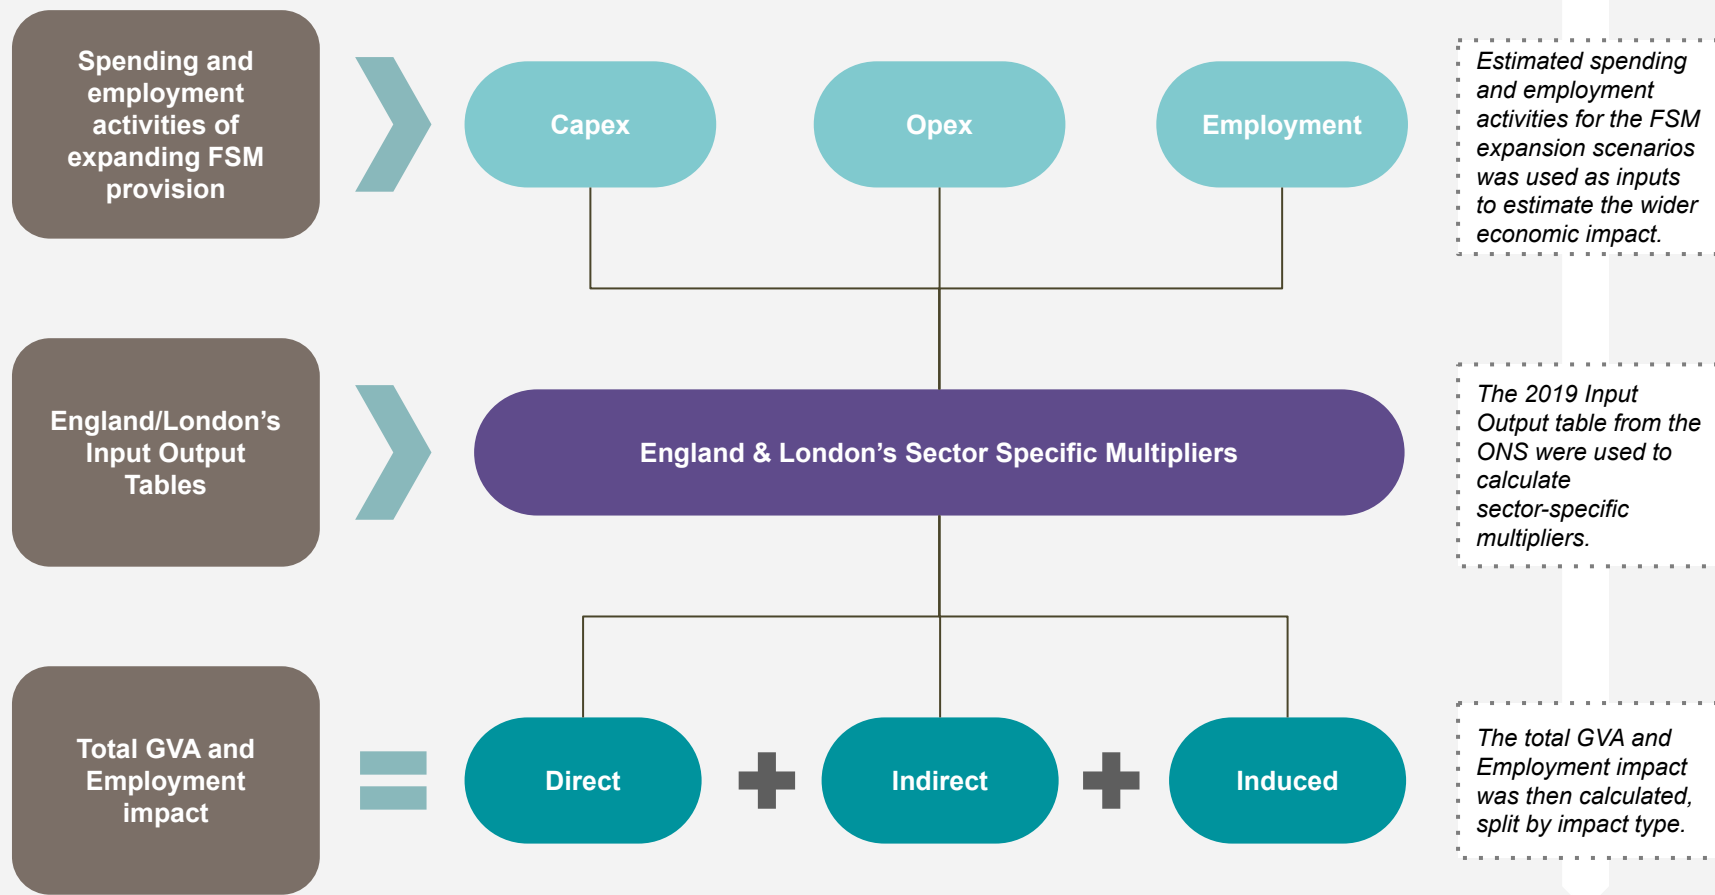 Spending and
employment
activities of
expanding FSM
provision
Capex
Opex
Employment
Estimated spending
and employment
activities for the FSM
expansion scenarios
was used as inputs
to estimate the wider
economic impact.
England/London’s
Input Output
Tables
England & London’s Sector Specific Multipliers
The 2019 Input
Output table from the
ONS were used to
calculate
sector-specific
multipliers.
Total GVA and
Employment
impact
Direct
Indirect
Induced
The total GVA and
Employment impact
was then calculated,
split by impact type.